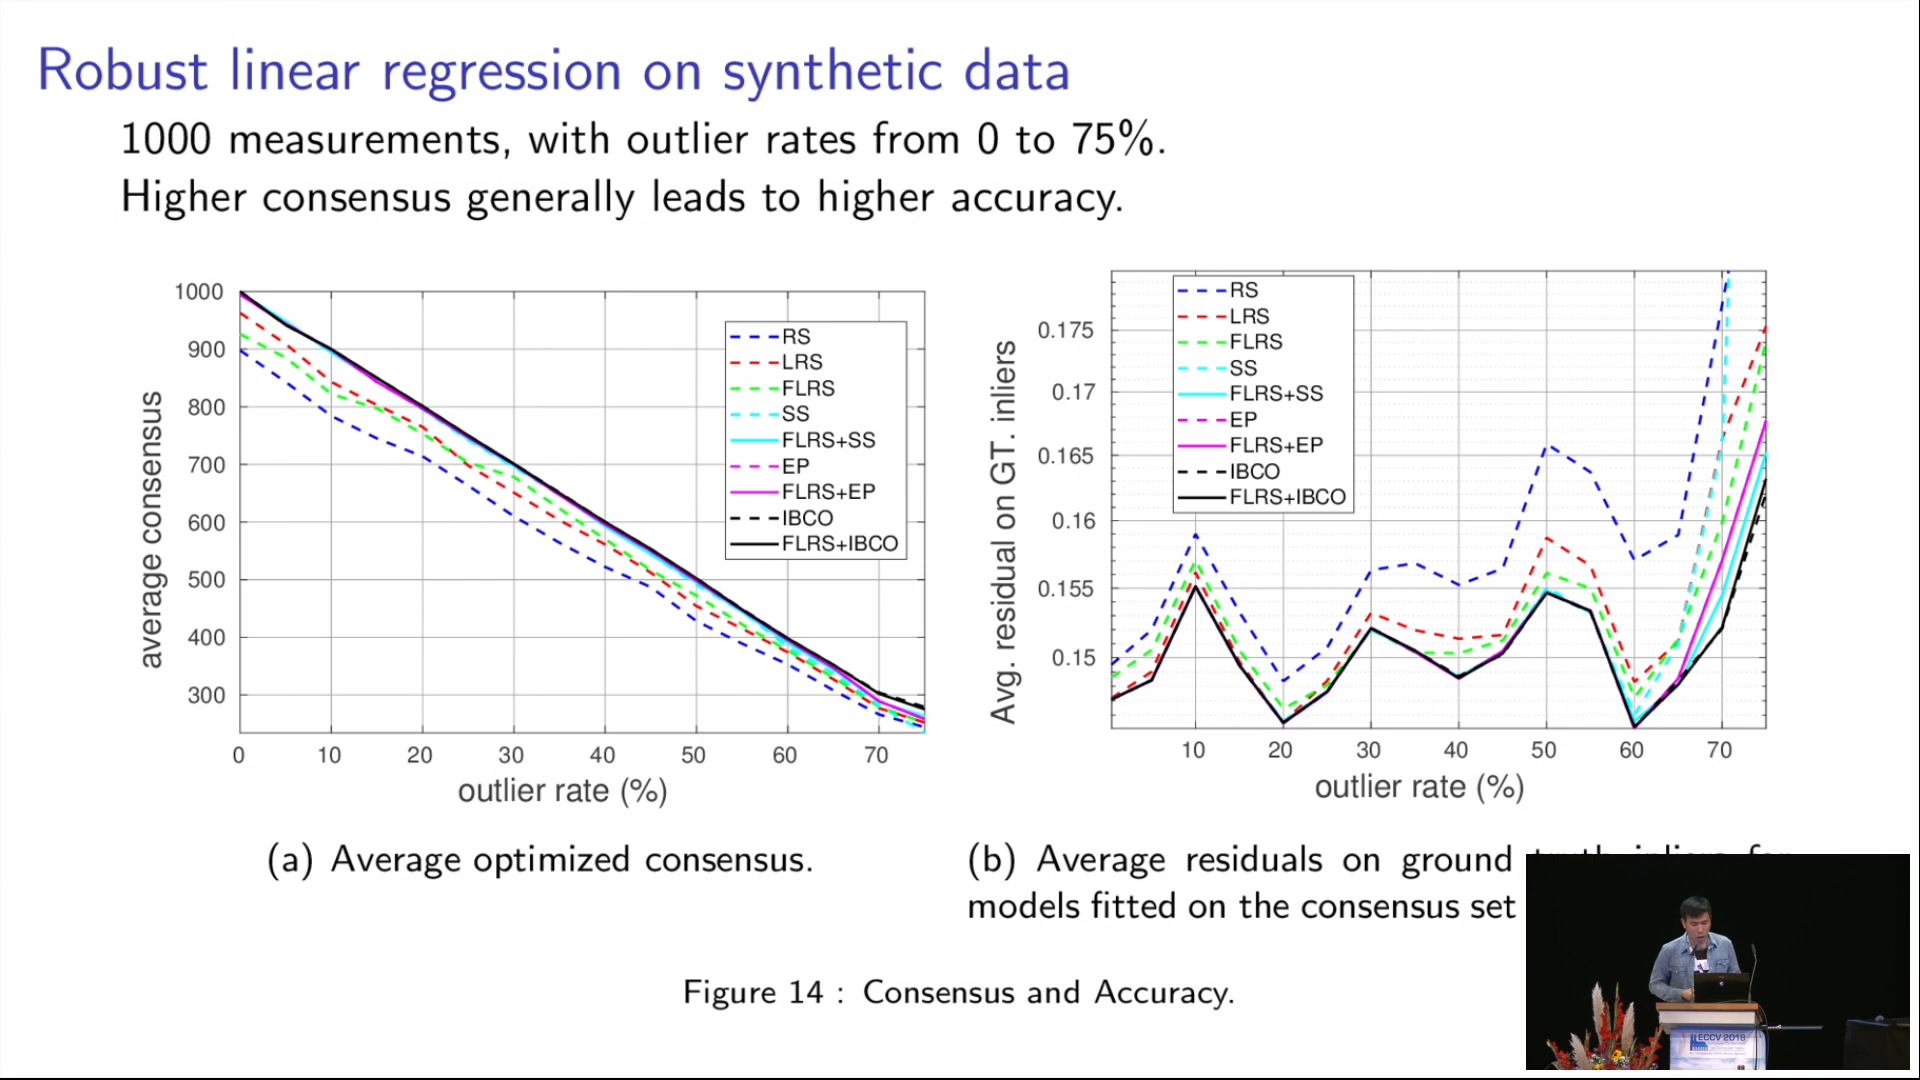 Robust linear regression on synthetic data
1000 measurements, with outlier rates from 0 to 75%.
Higher consensus generally leads to higher accuracy.
average consensus
1000
900
800
700
600
500
400
300
0 10 20 30 40 50 60 70
outlier rate (%)
RS
LRS
FLRS
SS
FLRS+SS
EP
FLRS+EP
IBCO
FLRS+IBCO
(a) Average optimized consensus.
Avg. residual on GT. inliers
0.175
0.17
0.165
0.16
0.155
0.15
10 20 30 40 50 60 70
outlier rate (%)
RS
LRS
FLRS
SS
FLRS+SS
EP
FLRS+EP
IBCO
FLRS+IBCO
(b) Average residuals on ground truth inliers for
models fitted on the consensus set
Figure 14 : Consensus and Accuracy.
ECCV 2018